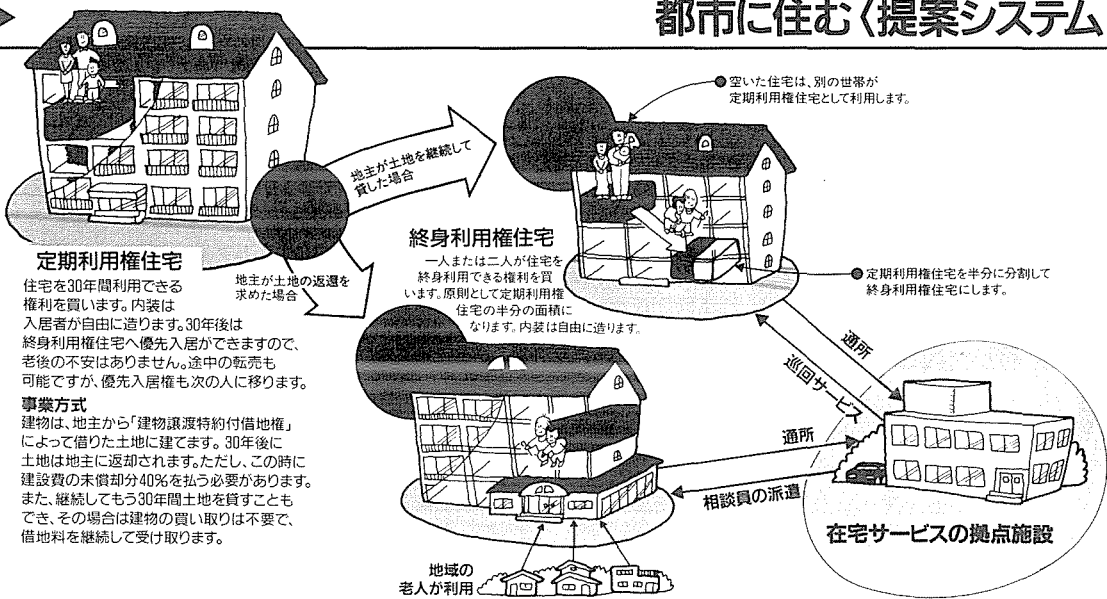 都市に住む〈提案システム
定期利用権住宅
住宅を30年間利用できる
権利を買います。内装は
入居者が自由に造ります。30年後は
終身利用権住宅へ優先入居ができますので、
老後の不安はありません。途中の転売も
可能ですが、優先入居権も次の人に移ります。
事業方式
建物は、地主から「建物譲渡特約付借地権」
によって借りた土地に建てます。30年後に
土地は地主に返却されます。ただし、この時に
建設費の未償却分40%を払う必要があります。
また、継続してもう30年間土地を貸すことも
でき、その場合は建物の買い取りは不要で、
借地料を継続して受け取ります。
地主が土地を継続して
貸した場合
地主が土地の返還を
求めた場合
終身利用権住宅
一人または二人が住宅を
終身利用できる権利を買
います。原則として定期利用権
住宅の半分の面積に
なります。内装は自由に造ります。
●空いた住宅は、別の世帯が
定期利用権住宅として利用します。
●定期利用権住宅を半分に分割して
終身利用権住宅にします。
通所
巡回サービス
通所
相談員の派遣
在宅サービスの拠点施設
地域の
老人が利用